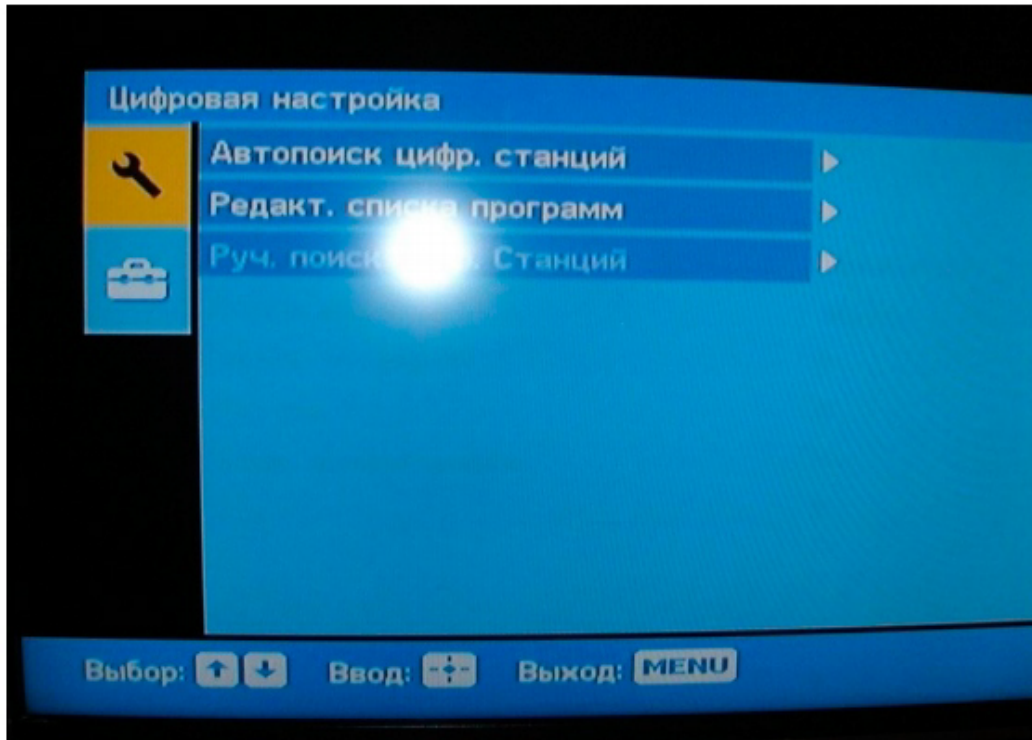 Цифровая настройка
Автопоиск цифр. станций
Редакт. списка программ
Руч. поиск Станций
Выбор: Ввод: Выход: MENU